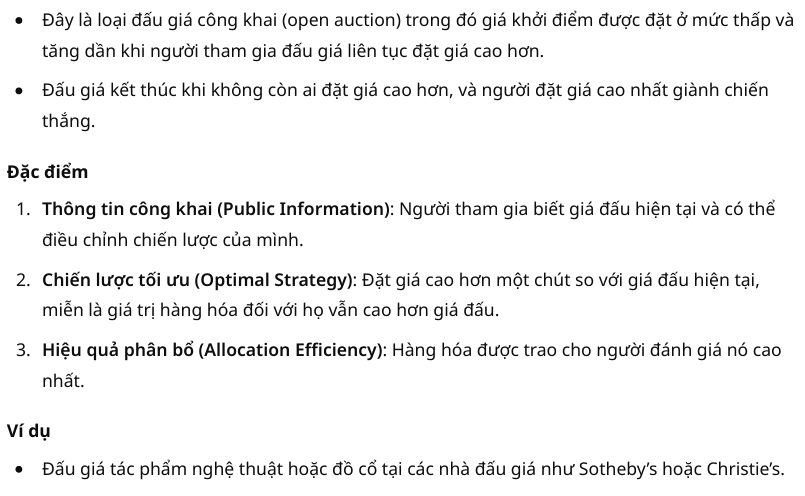 • Đây là loại đấu giá công khai (open auction) trong đó giá khởi điểm được đặt ở mức thấp và
tăng dần khi người tham gia đấu giá liên tục đặt giá cao hơn.
• Đấu giá kết thúc khi không còn ai đặt giá cao hơn, và người đặt giá cao nhất giành chiến
thắng.
Đặc điểm
1. Thông tin công khai (Public Information): Người tham gia biết giá đấu hiện tại và có thể
điều chỉnh chiến lược của mình.
2. Chiến lược tối ưu (Optimal Strategy): Đặt giá cao hơn một chút so với giá đấu hiện tại,
miễn là giá trị hàng hóa đối với họ vẫn cao hơn giá đấu.
3. Hiệu quả phân bổ (Allocation Efficiency): Hàng hóa được trao cho người đánh giá nó cao
nhất.
Ví dụ
• Đấu giá tác phẩm nghệ thuật hoặc đồ cổ tại các nhà đấu giá như Sotheby’s hoặc Christie’s.